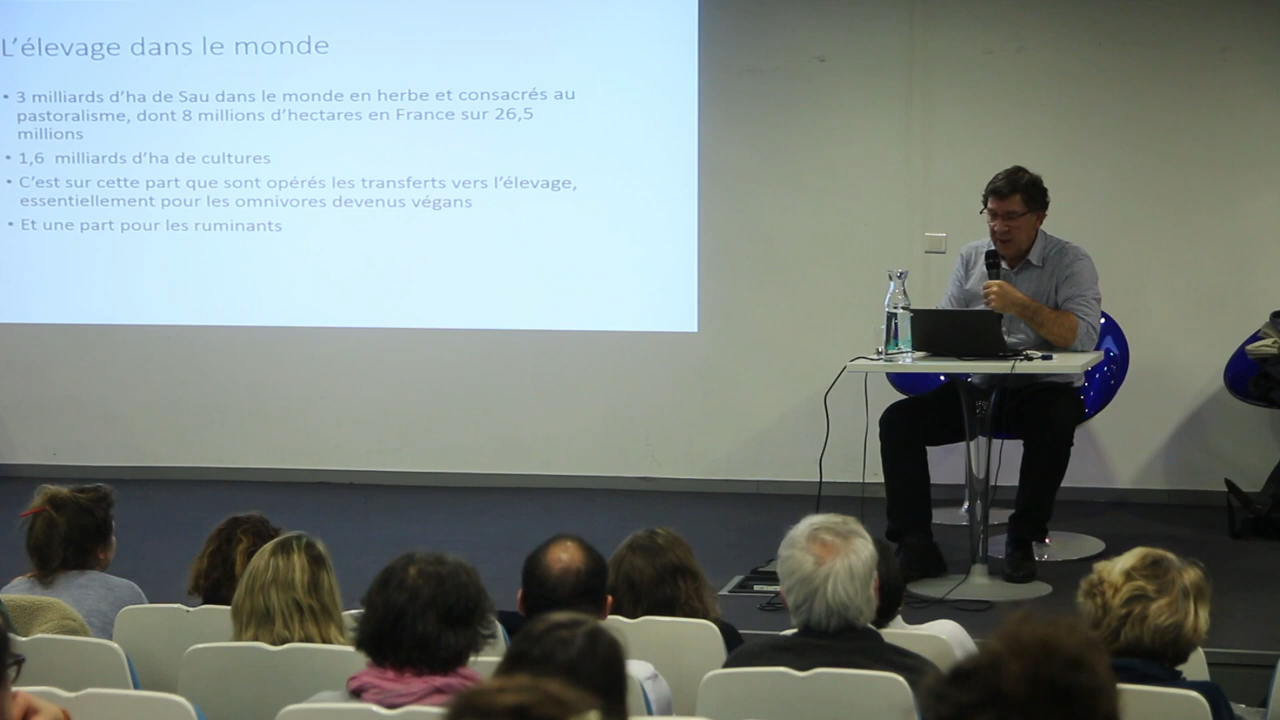 L'élevage dans le monde
• 3 milliards d'ha de Sau dans le monde en herbe et consacrés au
pastoralisme, dont 8 millions d'hectares en France sur 26,5
millions
• 1,6 milliards d'ha de cultures
• C'est sur cette part que sont opérés les transferts vers l'élevage,
essentiellement pour les omnivores devenus végans
• Et une part pour les ruminants